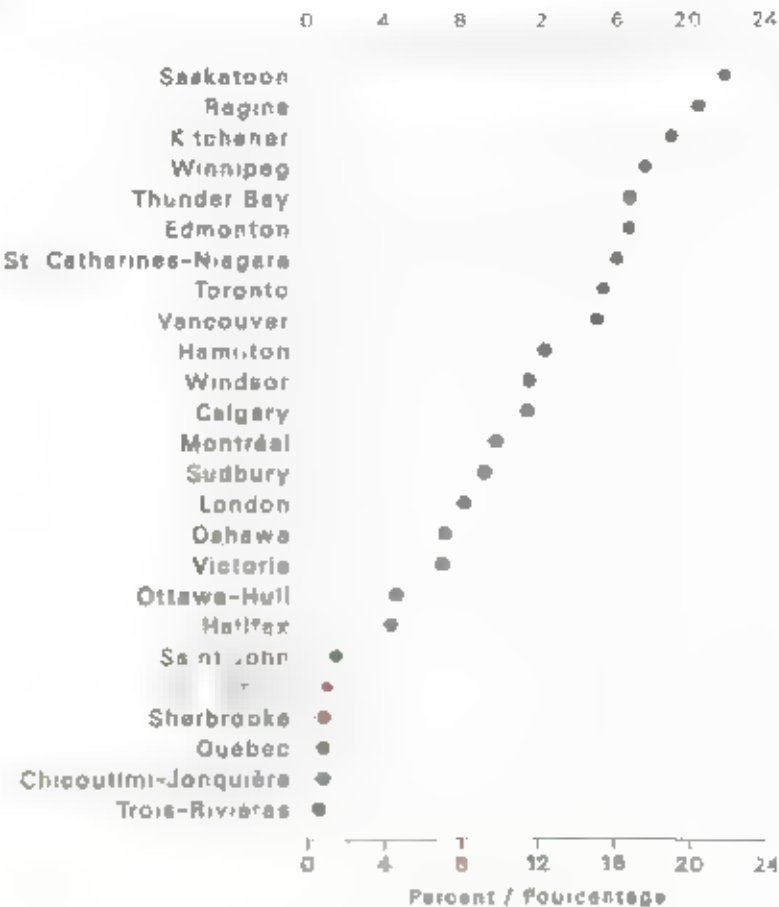 0 4 8 2 6 20 24
Saskatoon
Regina
K tchener
Winnipeg
Thunder Bay
Edmonton
St Catharines-Niagara
Toronto
Vancouver
Hamilton
Windsor
Calgary
Montréal
Sudbury
London
Oshawa
Victoria
Ottawa-Hull
Halifax
Saint John
Sherbrooke
Québec
Chicoutimi-Jonquière
Trois-Rivières
0 4 8 12 16 20 24
Percent / Pourcentage